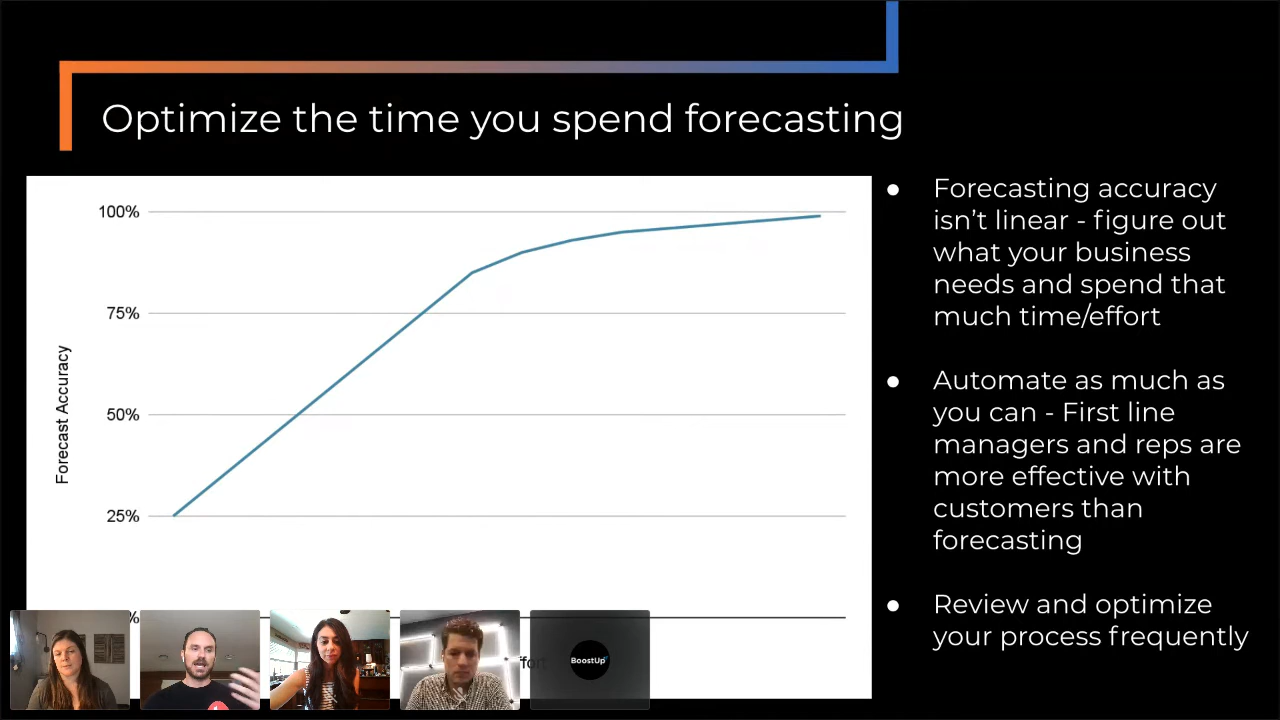 Optimize the time you spend forecasting
100%
75%
50%
25%
Forecast Accuracy
Forecasting accuracy
isn't linear - figure out
what your business
needs and spend that
much time/effort
Automate as much as
you can - First line
managers and reps are
more effective with
customers than
forecasting
Review and optimize
your process frequently
BoostUp